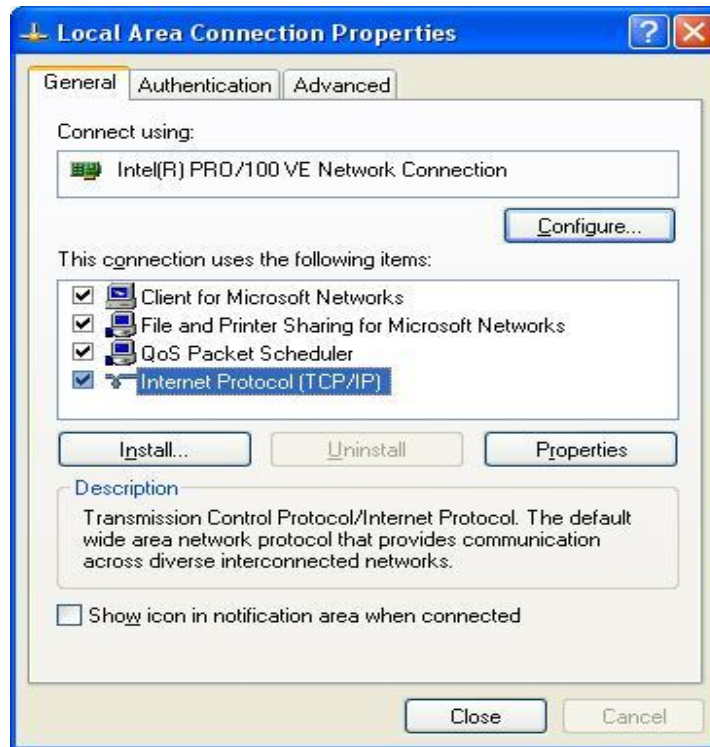 Local Area Connection Properties
General Authentication Advanced
Connect using:
Intel(R) PRO/100 VE Network Connection
Configure...
This connection uses the following items:
Client for Microsoft Networks
File and Printer Sharing for Microsoft Networks
QoS Packet Scheduler
Internet Protocol (TCP/IP)
Install... Uninstall Properties
Description
Transmission Control Protocol/Internet Protocol. The default
wide area network protocol that provides communication
across diverse interconnected networks.
Show icon in notification area when connected
Close Cancel